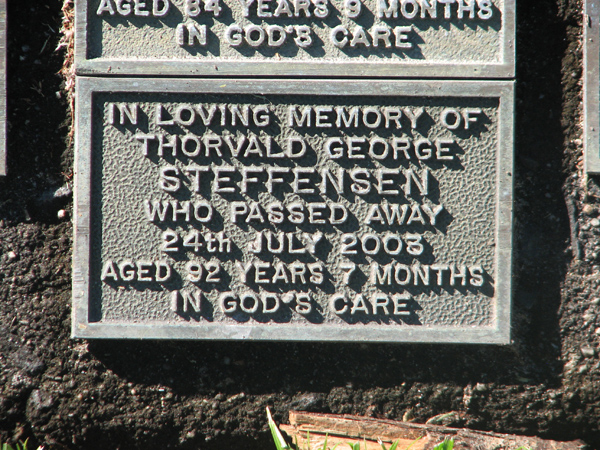 AGED 84 YEARS 9 MONTHS
IN GOD'S CARE
IN LOVING MEMORY OF
THORVALD GEORGE
STEFFENSEN
WHO PASSED AWAY
24th JULY 2003
AGED 92 YEARS 7 MONTHS
IN GOD'S CARE